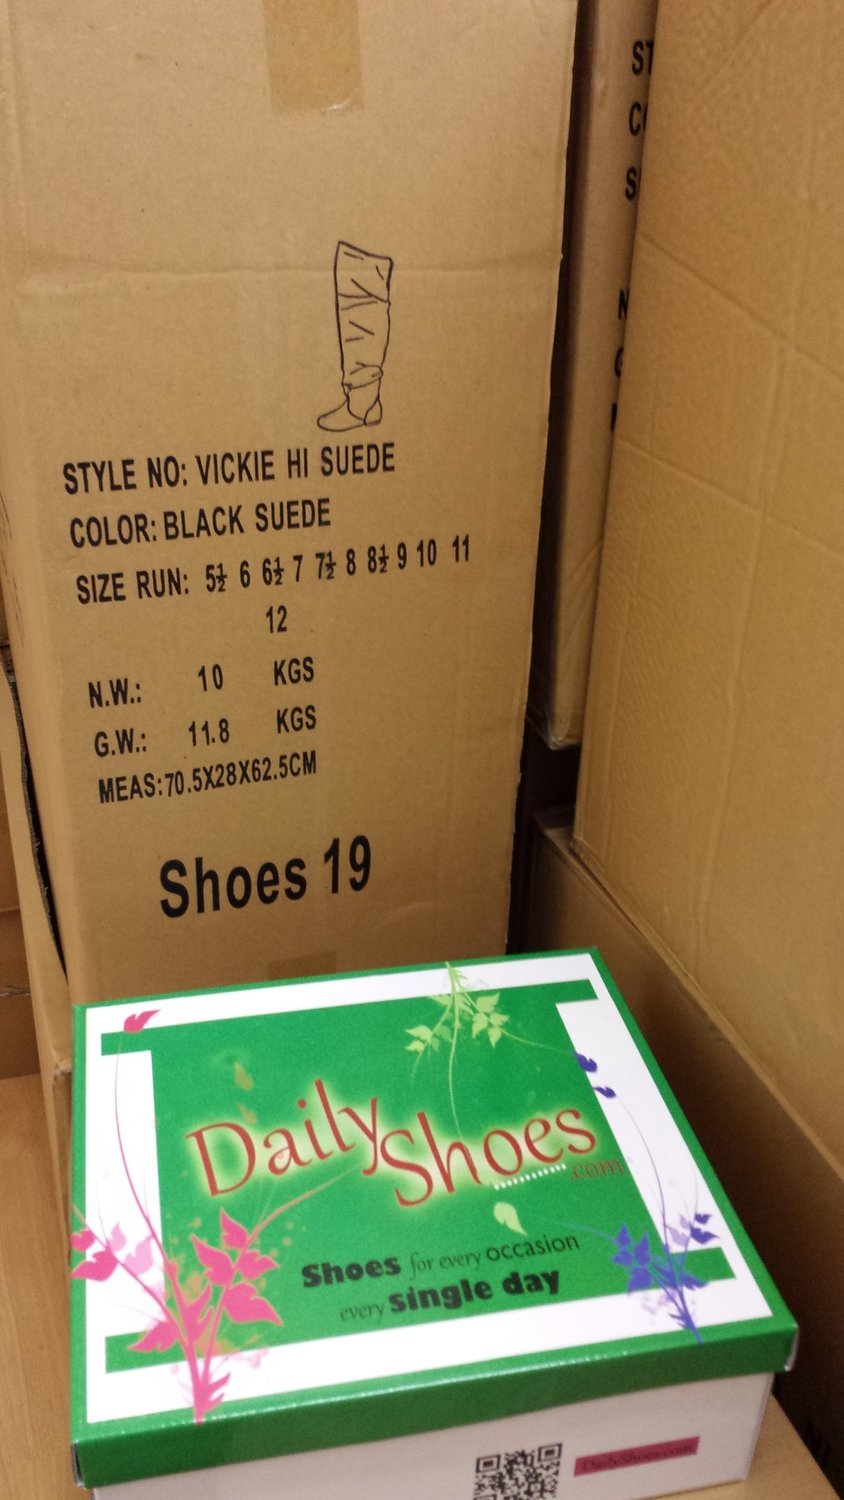 STYLE NO: VICKIE HI SUEDE
COLOR: BLACK SUEDE
SIZE RUN: 5½ 6 6½ 7 7½ 8 8½ 9 10 11
12
N.W.: 10 KGS
G.W.: 11.8 KGS
MEAS:70.5X28X62.5CM
Shoes 19
DailyShoes
.com
Shoes for every occasion
every single day
DailyShoes.com